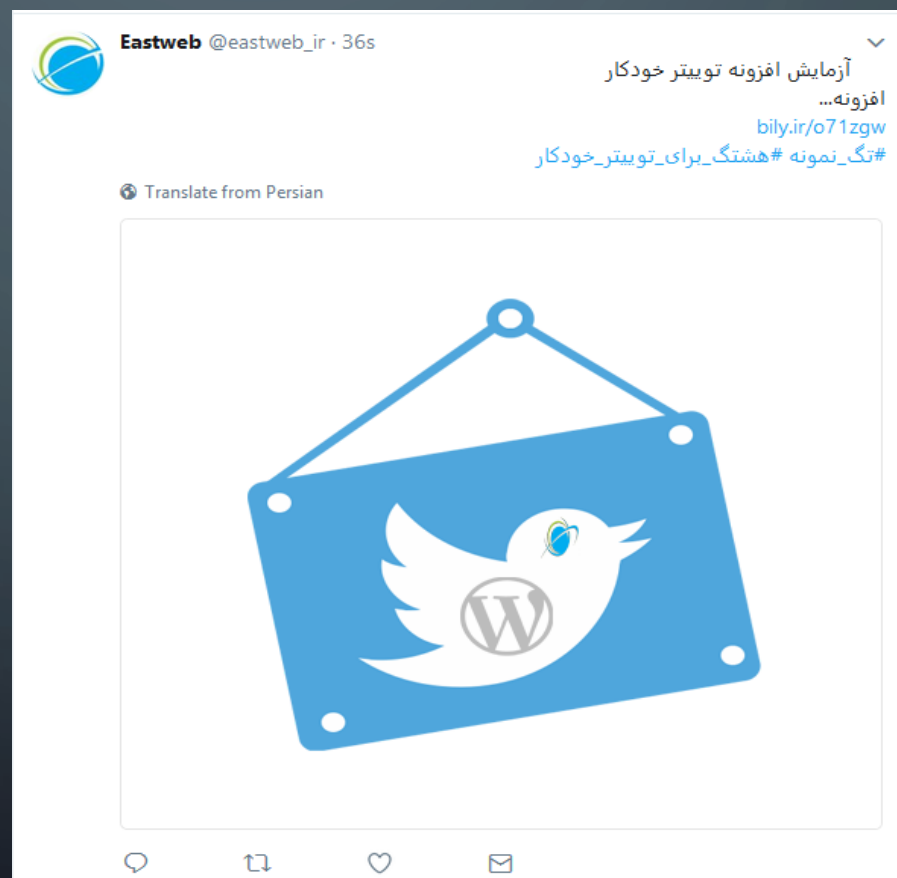 Eastweb @eastweb_ir · 36s
آزمایش افزونه توییتر خودکار
افزونه...
bily.ir/o71zgw
#تگ_نمونه #هشتگ_برای_توییتر_خودکار
Translate from Persian
W